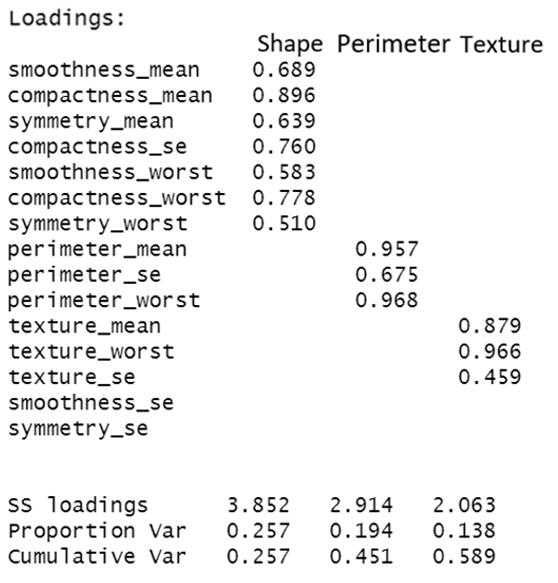 Loadings:
Shape Perimeter Texture
smoothness_mean 0.689
compactness_mean 0.896
symmetry_mean 0.639
compactness_se 0.760
smoothness_worst 0.583
compactness_worst 0.778
symmetry_worst 0.510
perimeter_mean 0.957
perimeter_se 0.675
perimeter_worst 0.968
texture_mean 0.879
texture_worst 0.966
texture_se 0.459
smoothness_se
symmetry_se
SS loadings 3.852 2.914 2.063
Proportion Var 0.257 0.194 0.138
Cumulative Var 0.257 0.451 0.589